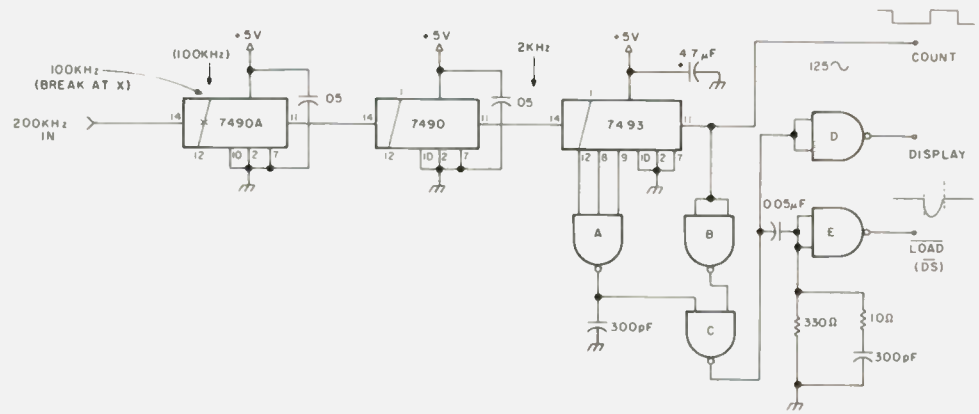 +5V
(100KHz)
100KHz
(BREAK AT X)
200KHz
IN
14
X
7490A
11
12
10
2
7
05
+5V
1
14
7490
11
12
10
2
7
05
2KHz
+5V
4.7µF
+
1
14
7493
11
12
8
9
10
2
7
125
COUNT
D
DISPLAY
A
B
C
.005µF
E
LOAD
(DS)
300pF
330Ω
10Ω
300pF